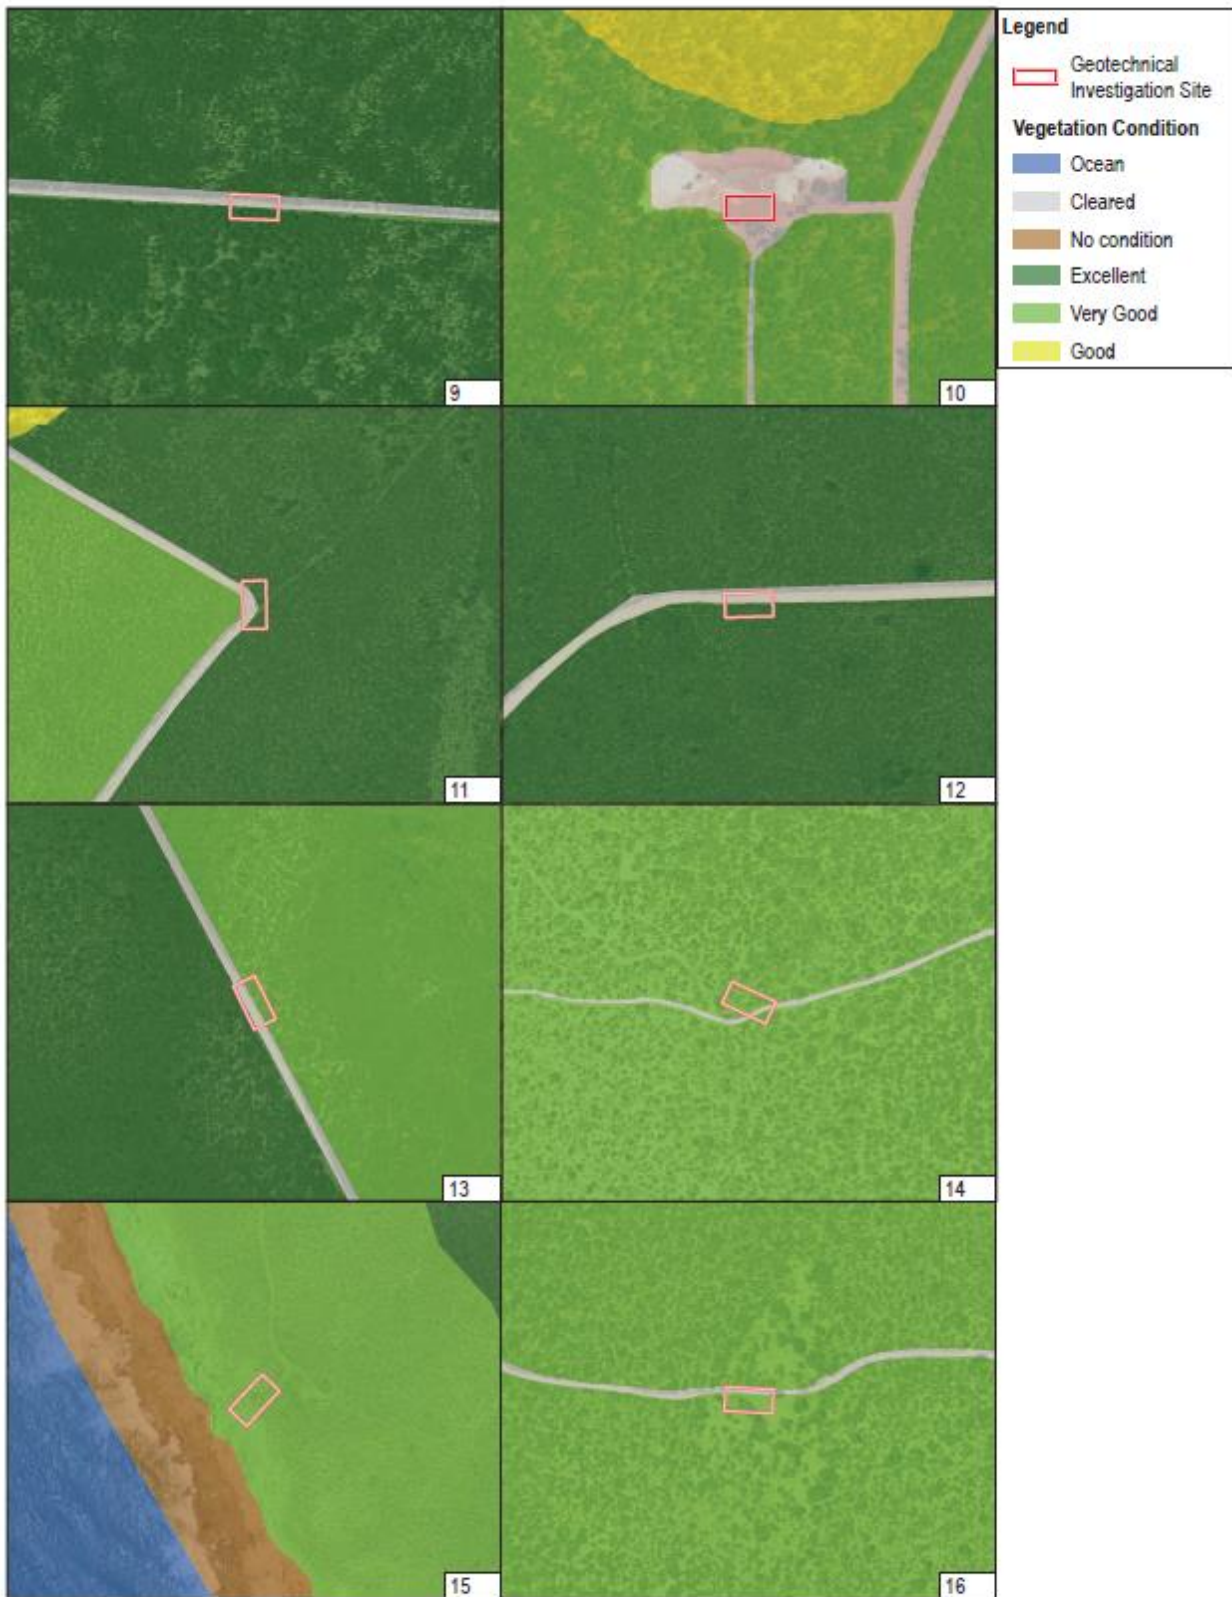 Legend
Geotechnical
Investigation Site
Vegetation Condition
Ocean
Cleared
No condition
Excellent
Very Good
Good
9
10
11
12
13
14
15
16